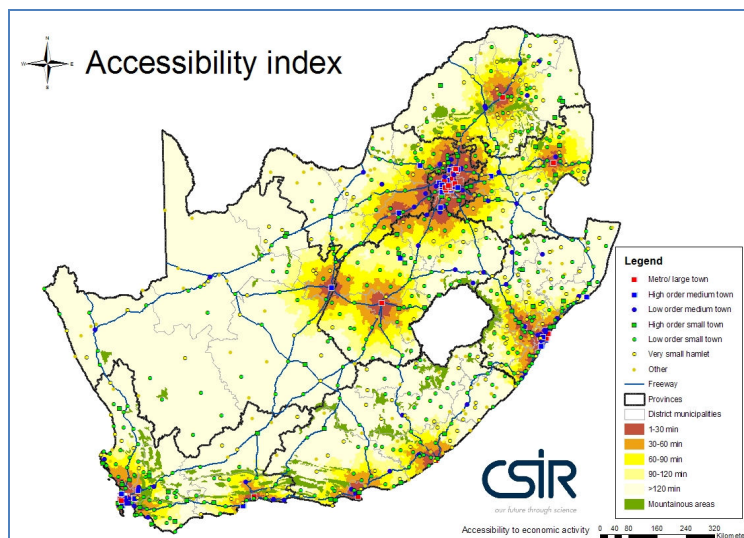 N
W E
S
Accessibility index
Legend
Metro/ large town
High order medium town
Low order medium town
High order small town
Low order small town
Very small hamlet
Other
Freeway
Provinces
District municipalities
1-30 min
30-60 min
60-90 min
90-120 min
>120 min
Mountainous areas
CSIR
our future through science
Accessibility to economic activity
0 40 80 160 240 320
Kilomete